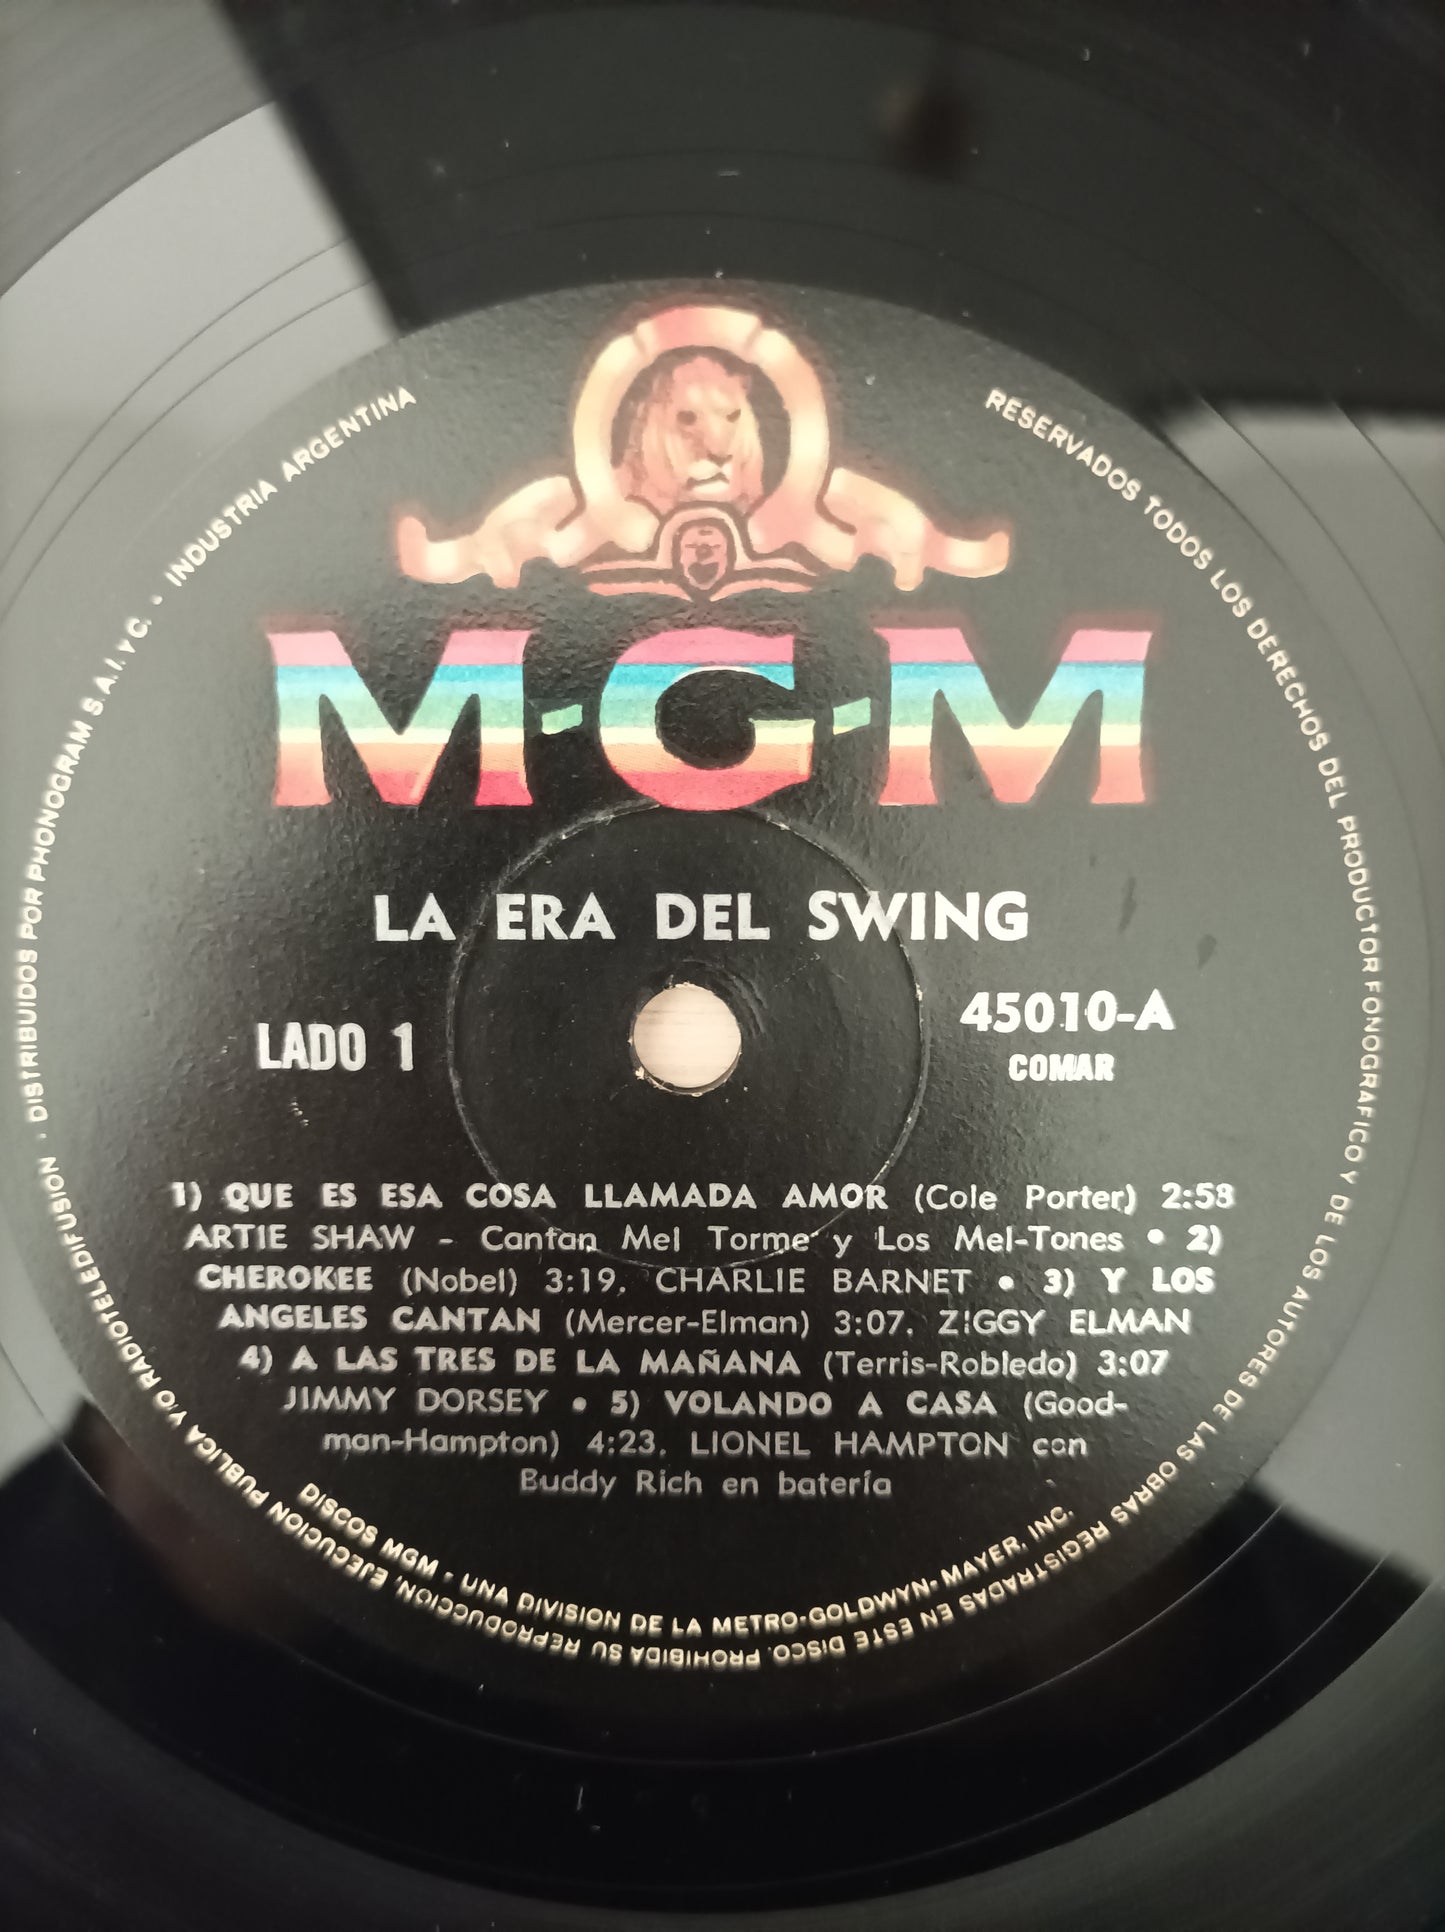 M-G-M
LA ERA DEL SWING
LADO 1
45010-A
COMAR
1) QUE ES ESA COSA LLAMADA AMOR (Cole Porter) 2:58
ARTIE SHAW - Cantan Mel Torme y Los Mel-Tones • 2)
CHEROKEE (Nobel) 3:19. CHARLIE BARNET • 3) Y LOS
ANGELES CANTAN (Mercer-Elman) 3:07. ZIGGY ELMAN
4) A LAS TRES DE LA MAÑANA (Terris-Robledo) 3:07
JIMMY DORSEY • 5) VOLANDO A CASA (Good-
man-Hampton) 4:23. LIONEL HAMPTON con
Buddy Rich en batería
DISCOS MGM - UNA DIVISION DE LA METRO-GOLDWYN-MAYER, INC.
RESERVADOS TODOS LOS DERECHOS DEL PRODUCTOR FONOGRAFICO Y DE LOS AUTORES DE LAS OBRAS REGISTRADAS EN ESTE DISCO. PROHIBIDA SU REPRODUCCION, EJECUCION PUBLICA Y/O RADIOTELEDIFUSION - DISTRIBUIDOS POR PHONOGRAM S.A.I. y C. - INDUSTRIA ARGENTINA